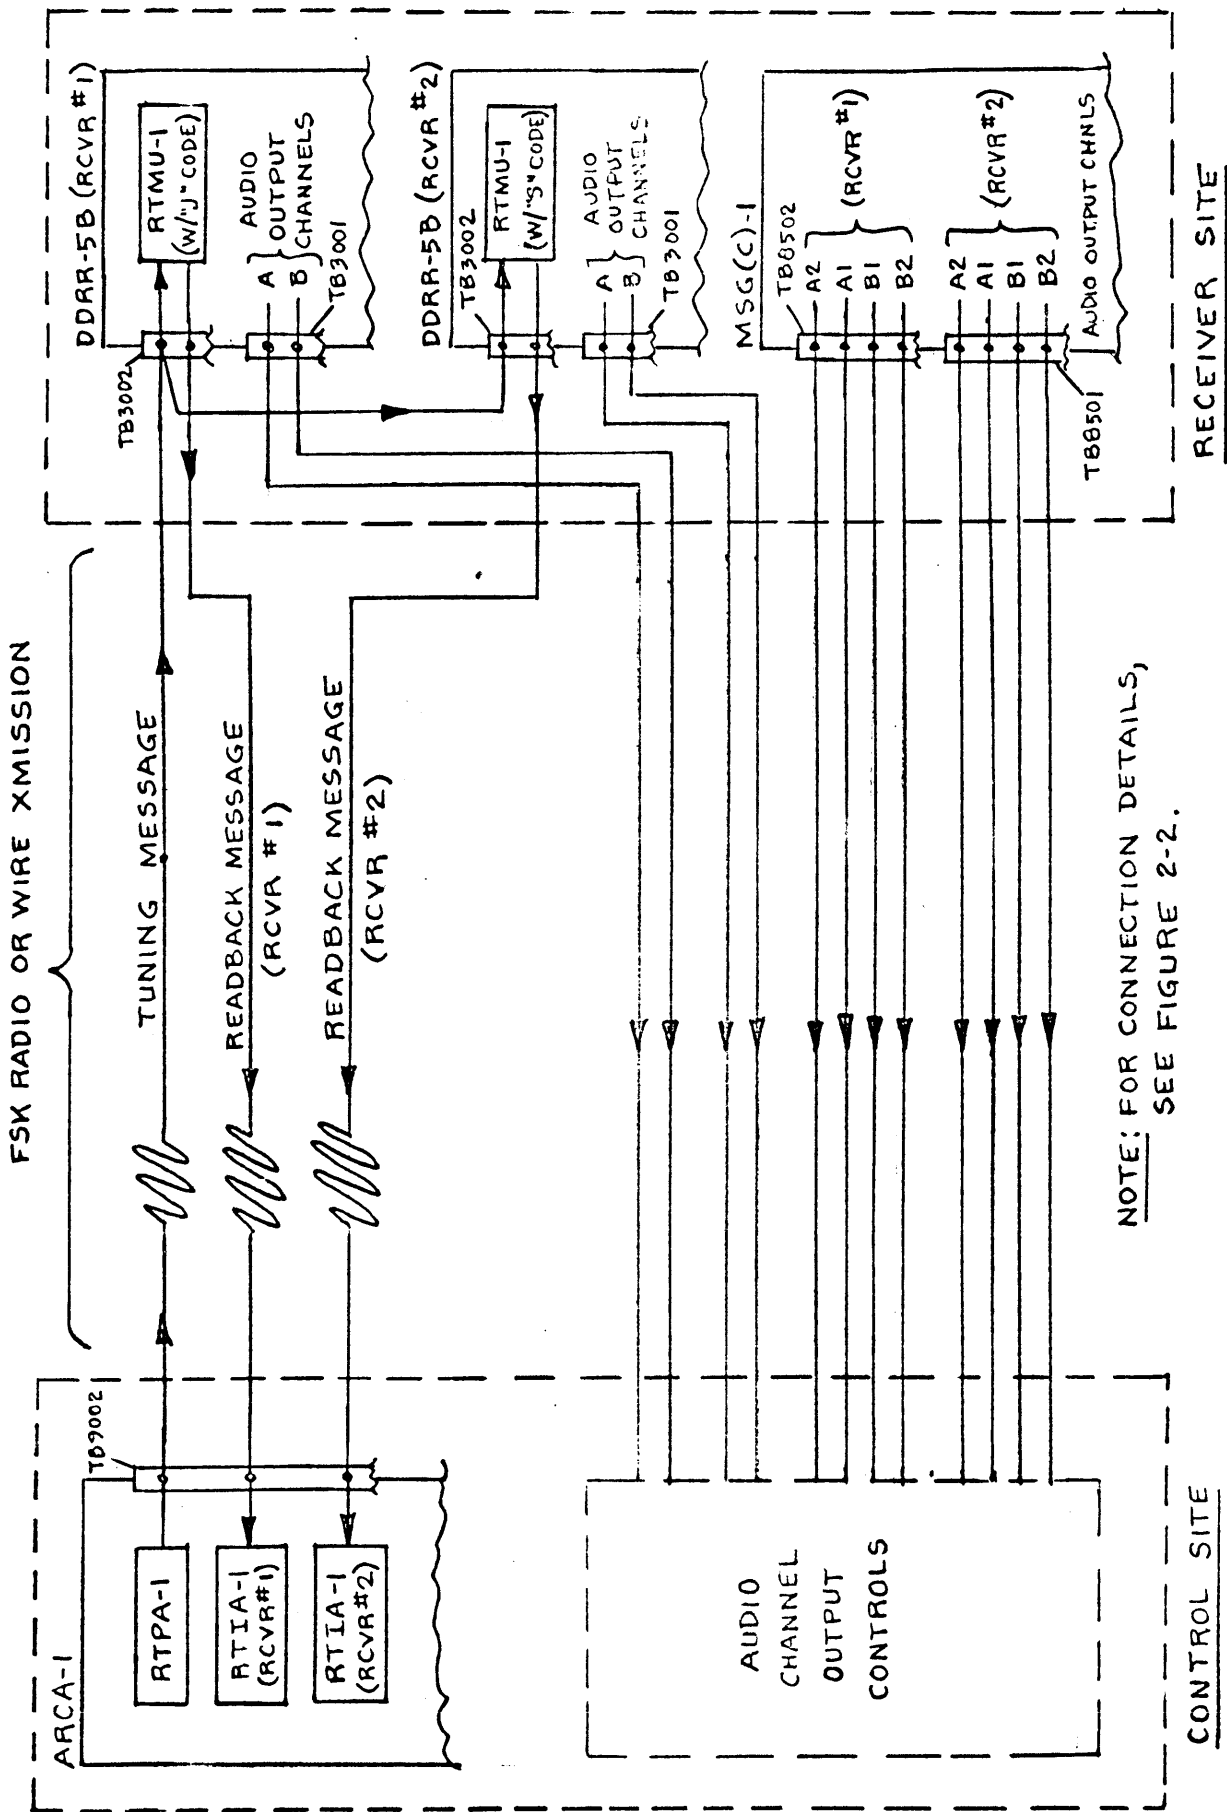 FSK RADIO OR WIRE XMISSION
ARCA-1
TB9002
RTPA-1
RTIA-1
(RCVR#1)
RTIA-1
(RCVR#2)
AUDIO
CHANNEL
OUTPUT
CONTROLS
CONTROL SITE
TUNING MESSAGE
READBACK MESSAGE
(RCVR #1)
READBACK MESSAGE
(RCVR #2)
NOTE: FOR CONNECTION DETAILS,
SEE FIGURE 2-2.
DDRR-5B (RCVR #1)
TB3002
RTMU-1
(W/"J" CODE)
A
B
AUDIO
OUTPUT
CHANNELS
TB3001
DDRR-5B (RCVR #2)
TB3002
RTMU-1
(W/"S" CODE)
A
B
AUDIO
OUTPUT
CHANNELS
TB3001
MSG(C)-1
TB8502
A2
A1
B1
B2
(RCVR #1)
A2
A1
B1
B2
(RCVR #2)
AUDIO OUTPUT CHNLS
TB8501
RECEIVER SITE